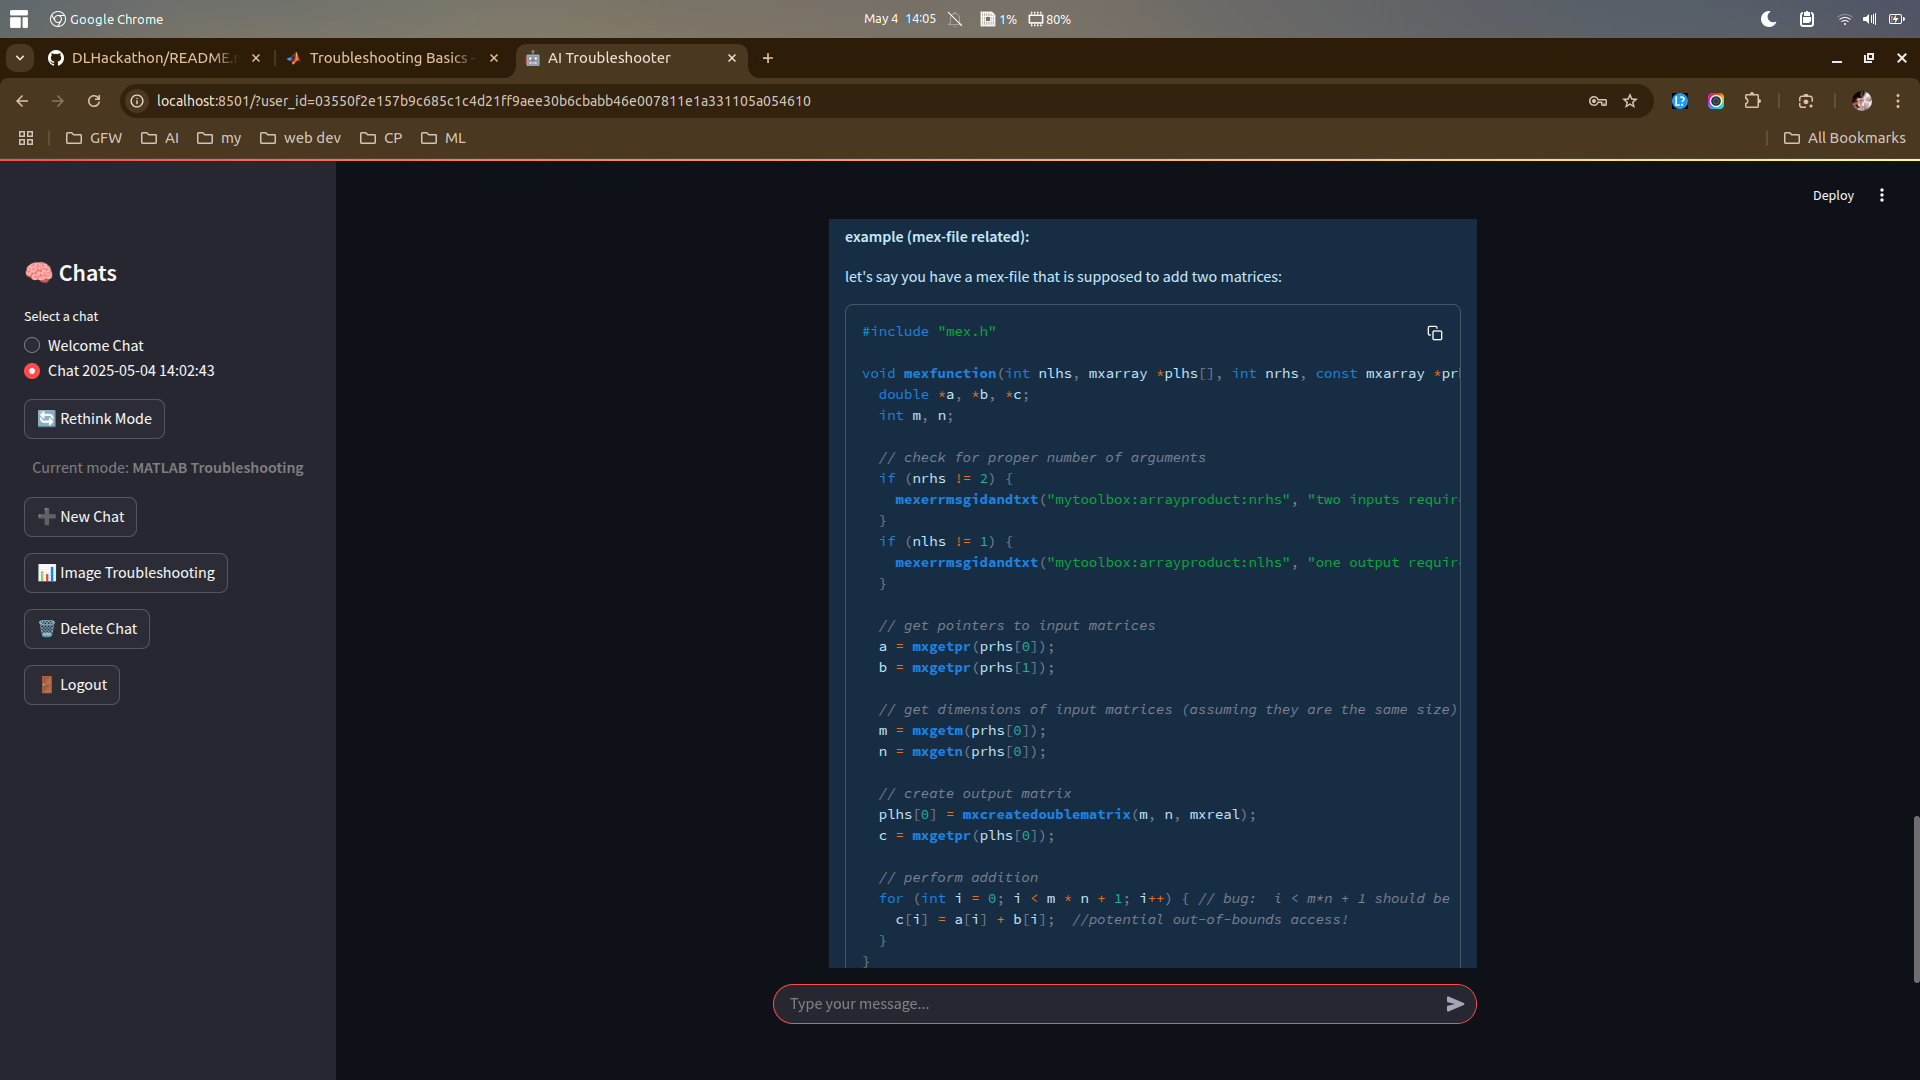 Google Chrome
May 4 14:05
1%
80%
DLHackathon/README.
Troubleshooting Basics
AI Troubleshooter
localhost:8501/?user_id=03550f2e157b9c685c1c4d21ff9aee30b6cbabb46e007811e1a331105a054610
GFW
AI
my
web dev
CP
ML
All Bookmarks
Deploy
Chats
Select a chat
Welcome Chat
Chat 2025-05-04 14:02:43
Rethink Mode
Current mode: MATLAB Troubleshooting
New Chat
Image Troubleshooting
Delete Chat
Logout
example (mex-file related):
let's say you have a mex-file that is supposed to add two matrices:
#include "mex.h"
void mexfunction(int nlhs, mxarray *plhs[], int nrhs, const mxarray *pr
double *a, *b, *c;
int m, n;
// check for proper number of arguments
if (nrhs != 2) {
mexerrmsgidandtxt("mytoolbox:arrayproduct:nrhs", "two inputs requir
}
if (nlhs != 1) {
mexerrmsgidandtxt("mytoolbox:arrayproduct:nlhs", "one output requir
}
// get pointers to input matrices
a = mxgetpr(prhs[0]);
b = mxgetpr(prhs[1]);
// get dimensions of input matrices (assuming they are the same size)
m = mxgetm(prhs[0]);
n = mxgetn(prhs[0]);
// create output matrix
plhs[0] = mxcreatedoublematrix(m, n, mxreal);
c = mxgetpr(plhs[0]);
// perform addition
for (int i = 0; i < m * n + 1; i++) { // bug:  i < m*n + 1 should be
c[i] = a[i] + b[i];  //potential out-of-bounds access!
}
}
Type your message...